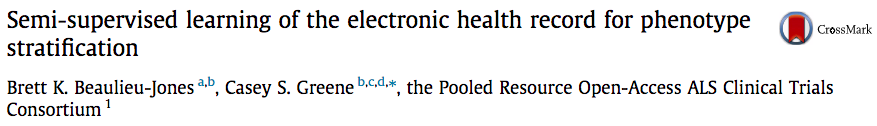 Semi-supervised learning of the electronic health record for phenotype
stratification
CrossMark
Brett K. Beaulieu-Jones a,b, Casey S. Greene b,c,d,*, the Pooled Resource Open-Access ALS Clinical Trials
Consortium 1